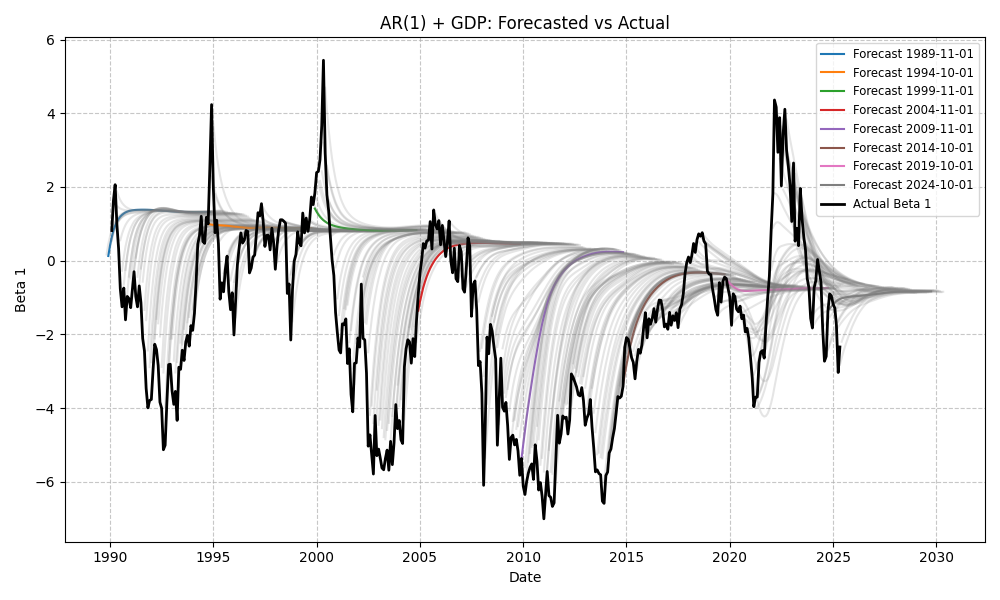 AR(1) + GDP: Forecasted vs Actual
6
4
2
0
−2
−4
−6
Beta 1
Forecast 1989-11-01
Forecast 1994-10-01
Forecast 1999-11-01
Forecast 2004-11-01
Forecast 2009-11-01
Forecast 2014-10-01
Forecast 2019-10-01
Forecast 2024-10-01
Actual Beta 1
1990 1995 2000 2005 2010 2015 2020 2025 2030
Date